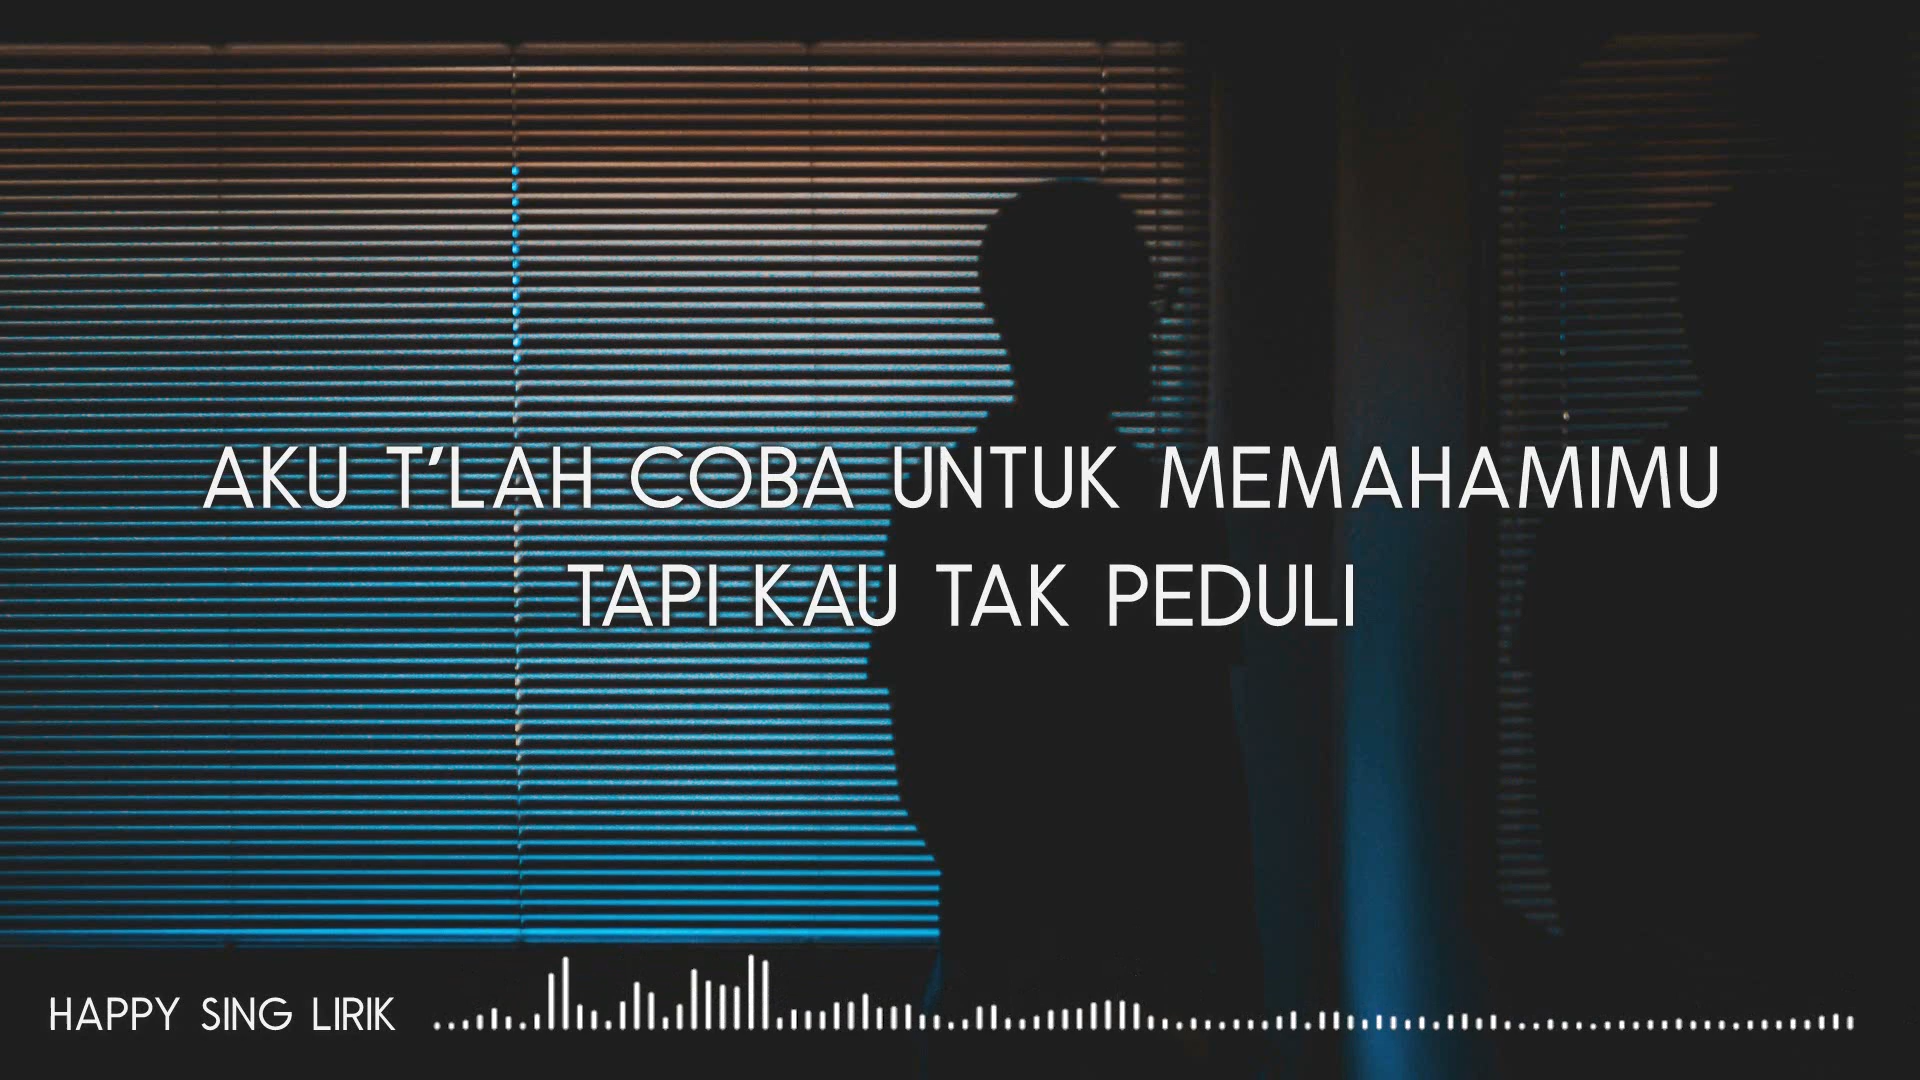 AKU T'LAH COBA UNTUK MEMAHAMIMU
TAPI KAU TAK PEDULI
HAPPY SING LIRIK